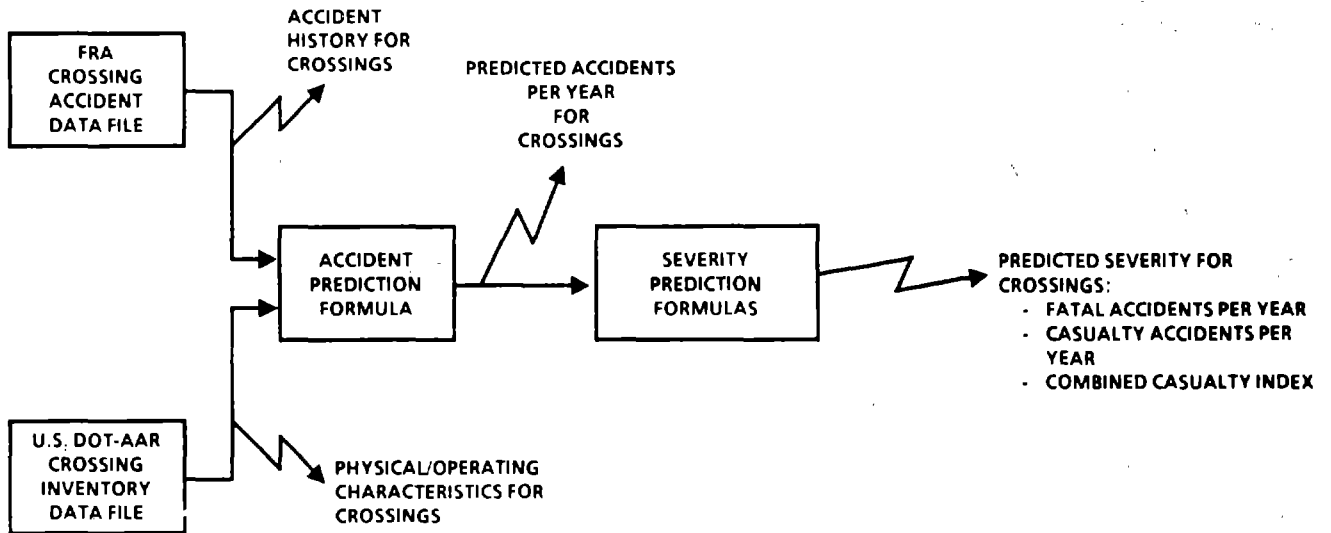 FRA
CROSSING
ACCIDENT
DATA FILE
ACCIDENT
HISTORY FOR
CROSSINGS
PREDICTED ACCIDENTS
PER YEAR
FOR
CROSSINGS
ACCIDENT
PREDICTION
FORMULA
SEVERITY
PREDICTION
FORMULAS
PREDICTED SEVERITY FOR
CROSSINGS:
- FATAL ACCIDENTS PER YEAR
- CASUALTY ACCIDENTS PER
YEAR
- COMBINED CASUALTY INDEX
U.S. DOT-AAR
CROSSING
INVENTORY
DATA FILE
PHYSICAL/OPERATING
CHARACTERISTICS FOR
CROSSINGS